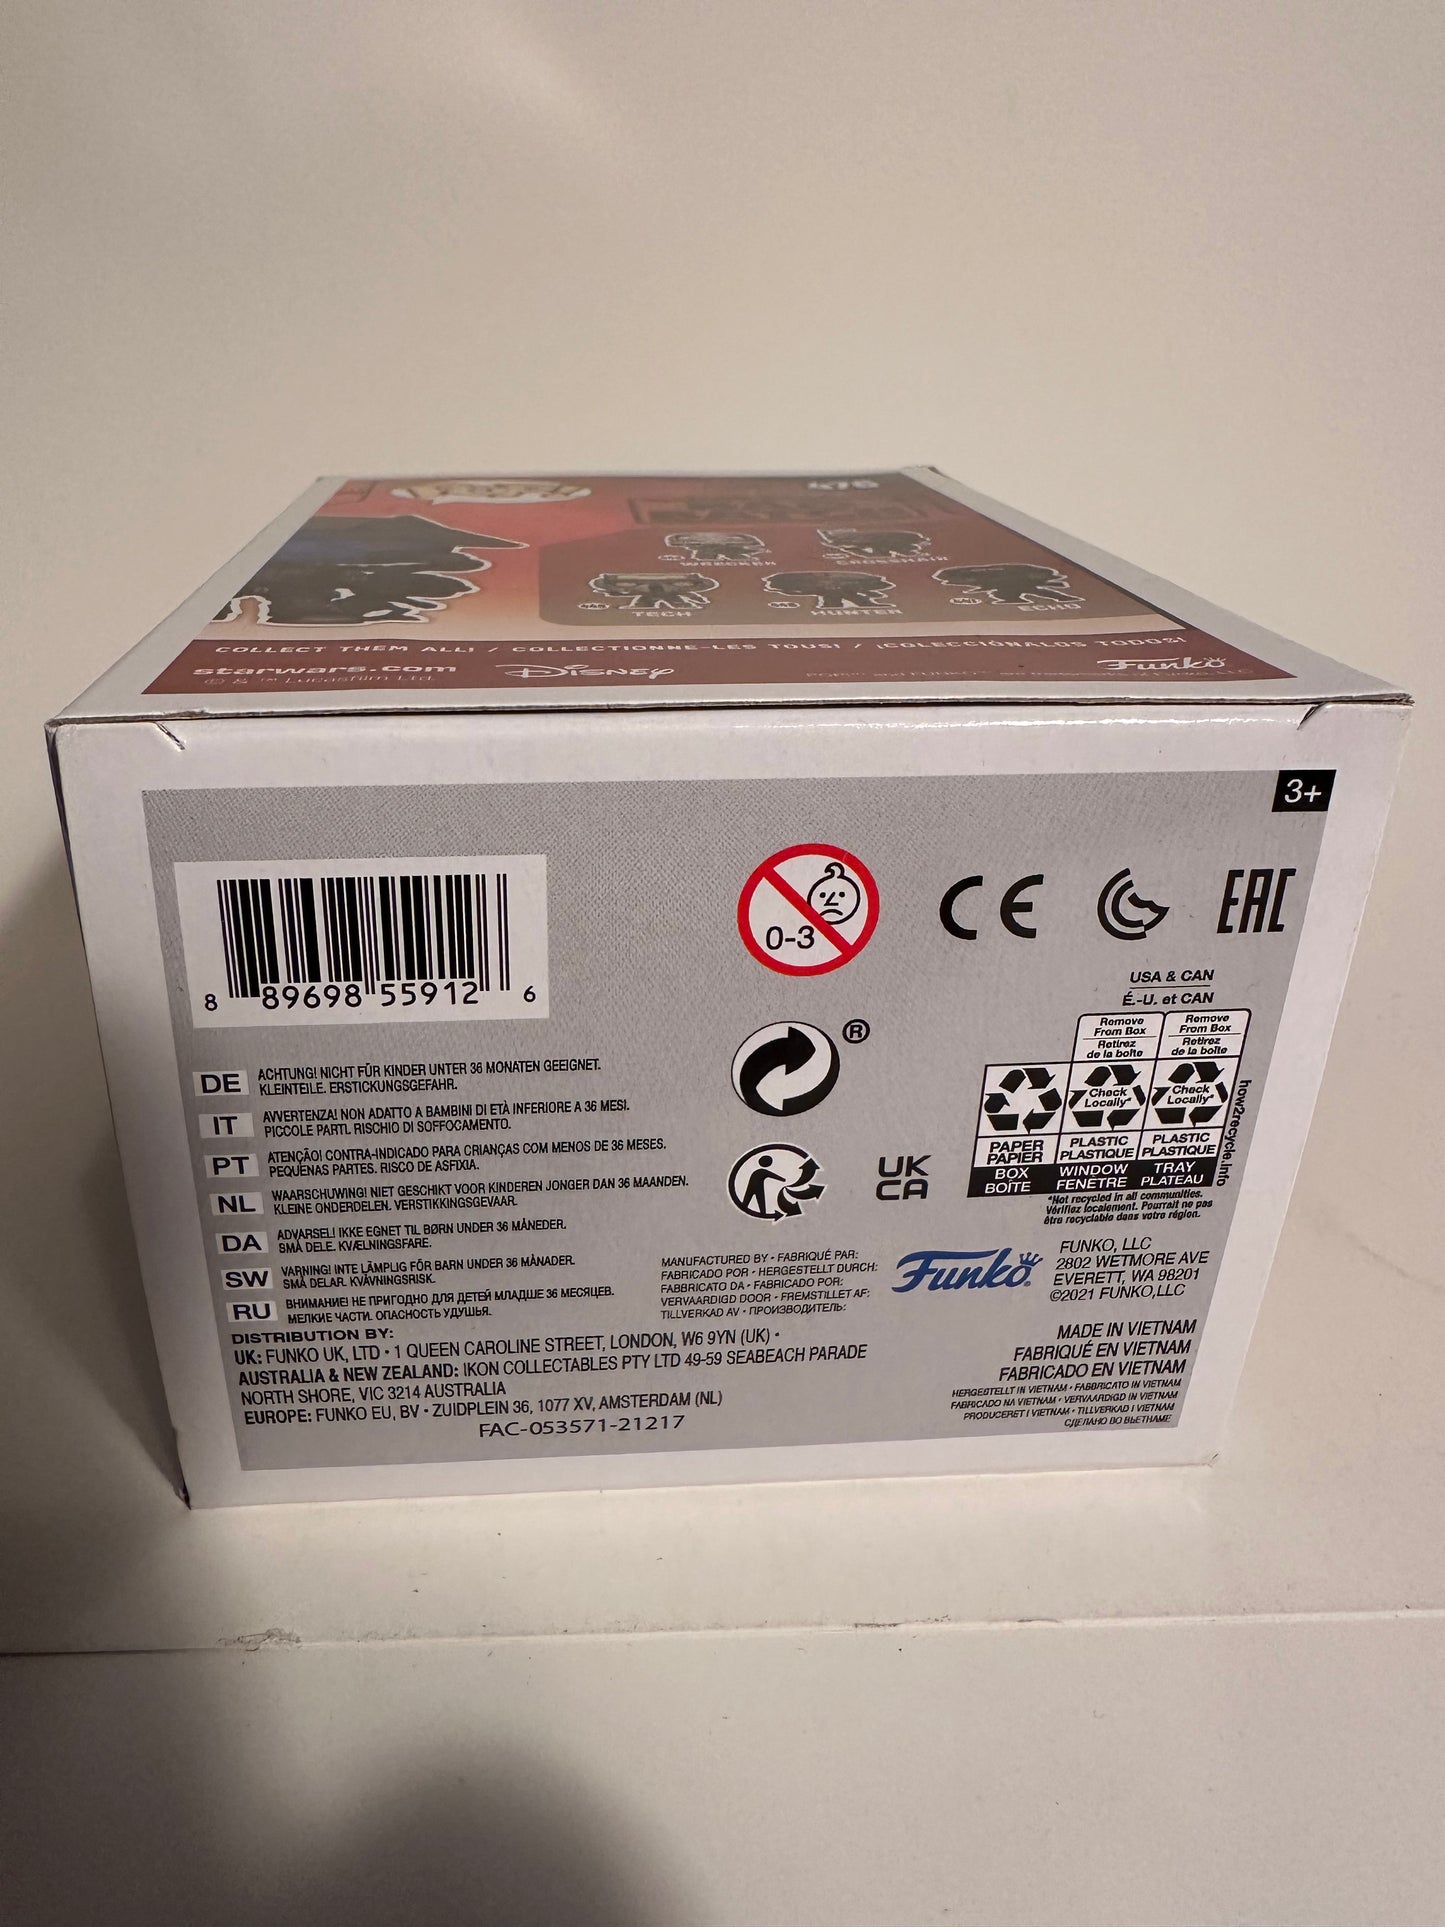 476
WRECKER
CROSSHAIR
TECH
HUNTER
ECHO
COLLECT THEM ALL! / COLLECTIONNE-LES TOUS! / ¡COLECCIÓNALOS TODOS!
starwars.com
© & ™ Lucasfilm Ltd.
Disney
Funko
3+
8 89698 55912 6
0-3
CE
EAC
USA & CAN
É.-U. et CAN
Remove From Box
Retirez de la boîte
Remove From Box
Retirez de la boîte
Check Locally*
Check Locally*
PAPER
PAPIER
BOX
BOÎTE
PLASTIC
PLASTIQUE
WINDOW
FENÊTRE
PLASTIC
PLASTIQUE
TRAY
PLATEAU
how2recycle.info
*Not recycled in all communities.
Vérifiez localement. Pourrait ne pas
être recyclable dans votre région.
®
UK
CA
DE ACHTUNG! NICHT FÜR KINDER UNTER 36 MONATEN GEEIGNET.
KLEINTEILE. ERSTICKUNGSGEFAHR.
IT AVVERTENZA! NON ADATTO A BAMBINI DI ETÀ INFERIORE A 36 MESI.
PICCOLE PARTI. RISCHIO DI SOFFOCAMENTO.
PT ATENÇÃO! CONTRA-INDICADO PARA CRIANÇAS COM MENOS DE 36 MESES.
PEQUENAS PARTES. RISCO DE ASFIXIA.
NL WAARSCHUWING! NIET GESCHIKT VOOR KINDEREN JONGER DAN 36 MAANDEN.
KLEINE ONDERDELEN. VERSTIKKINGSGEVAAR.
DA ADVARSEL! IKKE EGNET TIL BØRN UNDER 36 MÅNEDER.
SMÅ DELE. KVÆLNINGSFARE.
SW VARNING! INTE LÄMPLIG FÖR BARN UNDER 36 MÅNADER.
SMÅ DELAR. KVÄVNINGSRISK.
RU ВНИМАНИЕ! НЕ ПРИГОДНО ДЛЯ ДЕТЕЙ МЛАДШЕ 36 МЕСЯЦЕВ.
МЕЛКИЕ ЧАСТИ. ОПАСНОСТЬ УДУШЬЯ.
MANUFACTURED BY • FABRIQUÉ PAR:
FABRICADO POR • HERGESTELLT DURCH:
FABBRICATO DA • FABRICADO POR:
VERVAARDIGD DOOR • FREMSTILLET AF:
TILLVERKAD AV • ПРОИЗВОДИТЕЛЬ:
Funko
FUNKO, LLC
2802 WETMORE AVE
EVERETT, WA 98201
©2021 FUNKO,LLC
DISTRIBUTION BY:
UK: FUNKO UK, LTD • 1 QUEEN CAROLINE STREET, LONDON, W6 9YN (UK) •
AUSTRALIA & NEW ZEALAND: IKON COLLECTABLES PTY LTD 49-59 SEABEACH PARADE
NORTH SHORE, VIC 3214 AUSTRALIA
EUROPE: FUNKO EU, BV • ZUIDPLEIN 36, 1077 XV, AMSTERDAM (NL)
FAC-053571-21217
MADE IN VIETNAM
FABRIQUÉ EN VIETNAM
FABRICADO EN VIETNAM
HERGESTELLT IN VIETNAM • FABBRICATO IN VIETNAM
FABRICADO NA VIETNAM • VERVAARDIGD IN VIETNAM
PRODUCERET I VIETNAM • TILLVERKAD I VIETNAM
СДЕЛАНО ВО ВЬЕТНАМЕ